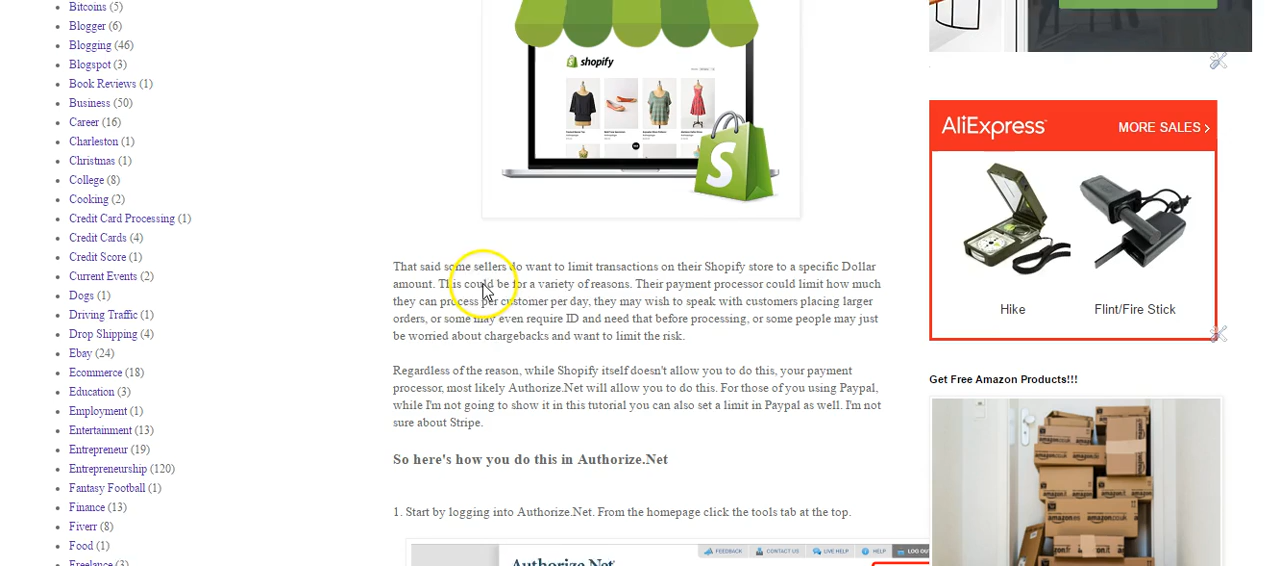 Bitcoins (5)
Blogger (6)
Blogging (46)
Blogspot (3)
Book Reviews (1)
Business (50)
Career (16)
Charleston (1)
Christmas (1)
College (8)
Cooking (2)
Credit Card Processing (1)
Credit Cards (4)
Credit Score (1)
Current Events (2)
Dogs (1)
Driving Traffic (1)
Drop Shipping (4)
Ebay (24)
Ecommerce (18)
Education (3)
Employment (1)
Entertainment (13)
Entrepreneur (19)
Entrepreneurship (120)
Fantasy Football (1)
Finance (13)
Fiverr (8)
Food (1)
Freelance (3)
shopify
S
That said some sellers do want to limit transactions on their Shopify store to a specific Dollar
amount. This could be for a variety of reasons. Their payment processor could limit how much
they can process per customer per day, they may wish to speak with customers placing larger
orders, or some may even require ID and need that before processing, or some people may just
be worried about chargebacks and want to limit the risk.
Regardless of the reason, while Shopify itself doesn't allow you to do this, your payment
processor, most likely Authorize.Net will allow you to do this. For those of you using Paypal,
while I'm not going to show it in this tutorial you can also set a limit in Paypal as well. I'm not
sure about Stripe.
So here's how you do this in Authorize.Net
1. Start by logging into Authorize.Net. From the homepage click the tools tab at the top.
FEEDBACK CONTACT US LIVE HELP HELP LOG OU
Authorize.Net
AliExpress MORE SALES >
Hike Flint/Fire Stick
Get Free Amazon Products!!!
amazon.com